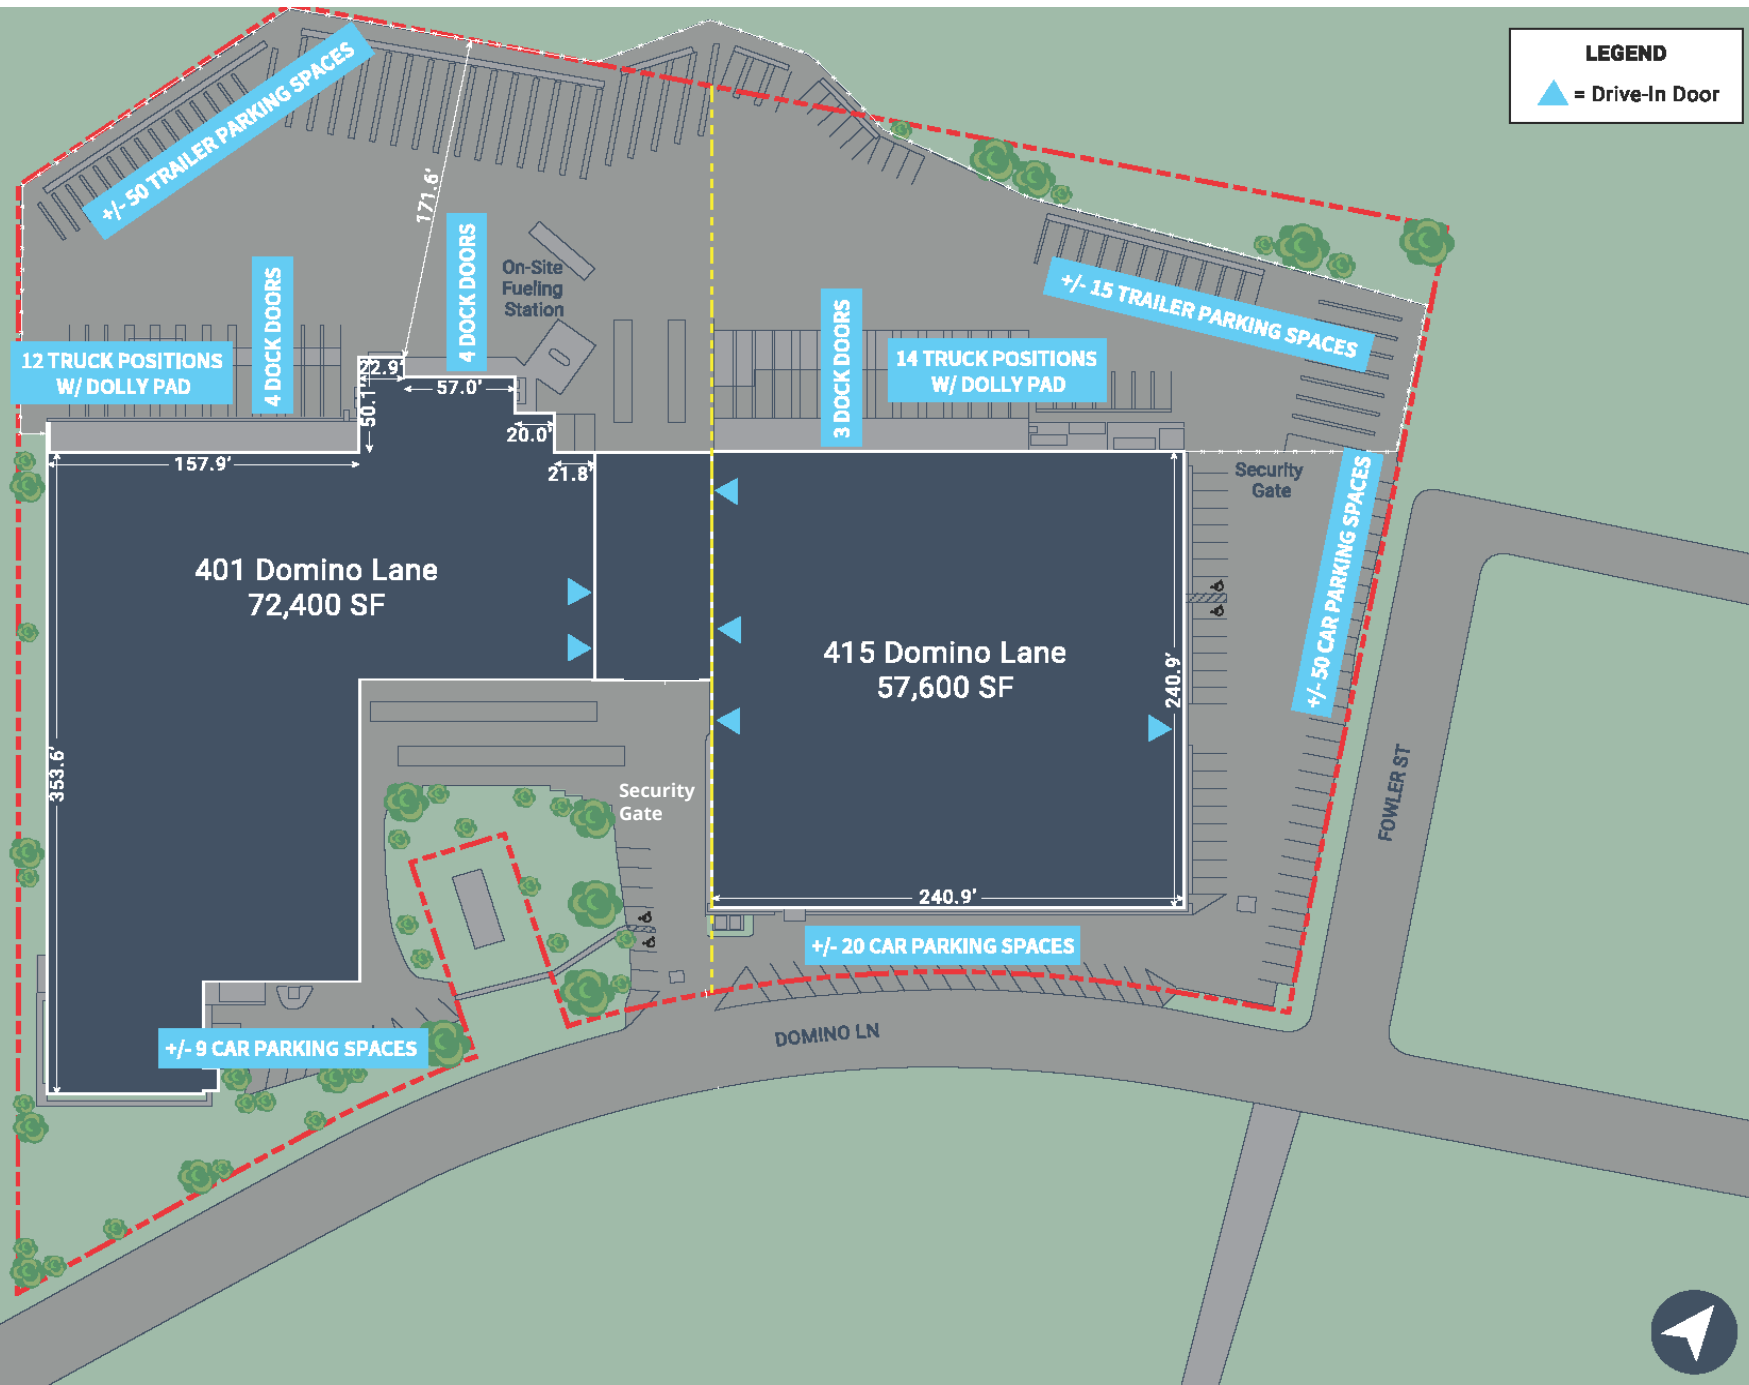 LEGEND
= Drive-In Door
+/- 50 TRAILER PARKING SPACES
171.6'
4 DOCK DOORS
4 DOCK DOORS
On-Site
Fueling
Station
12 TRUCK POSITIONS
W/ DOLLY PAD
3 DOCK DOORS
14 TRUCK POSITIONS
W/ DOLLY PAD
+/- 15 TRAILER PARKING SPACES
22.9'
57.0'
50.1'
20.0'
21.8'
157.9'
Security
Gate
+/- 50 CAR PARKING SPACES
401 Domino Lane
72,400 SF
415 Domino Lane
57,600 SF
240.9'
353.6'
Security
Gate
FOWLER ST
240.9'
+/- 20 CAR PARKING SPACES
DOMINO LN
+/- 9 CAR PARKING SPACES